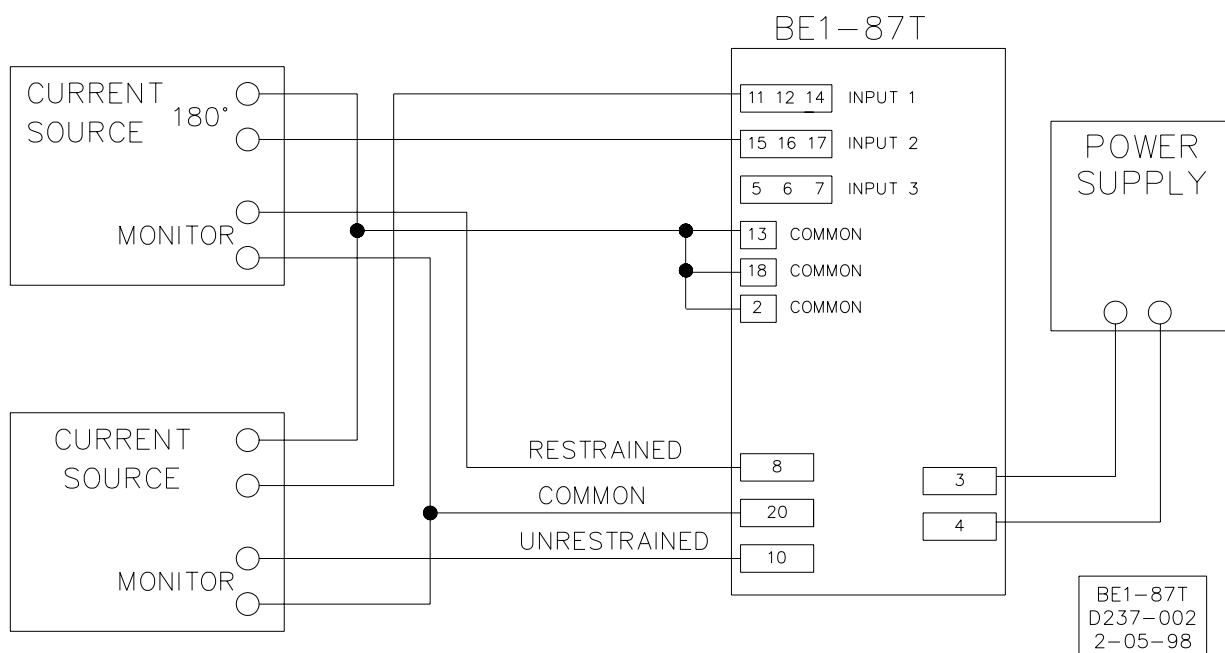 BE1-87T
CURRENT
SOURCE
180°
MONITOR
11 12 14 INPUT 1
15 16 17 INPUT 2
5 6 7 INPUT 3
13 COMMON
18 COMMON
2 COMMON
POWER
SUPPLY
CURRENT
SOURCE
MONITOR
RESTRAINED
8
COMMON
20
UNRESTRAINED
10
3
4
BE1-87T
D237-002
2-05-98